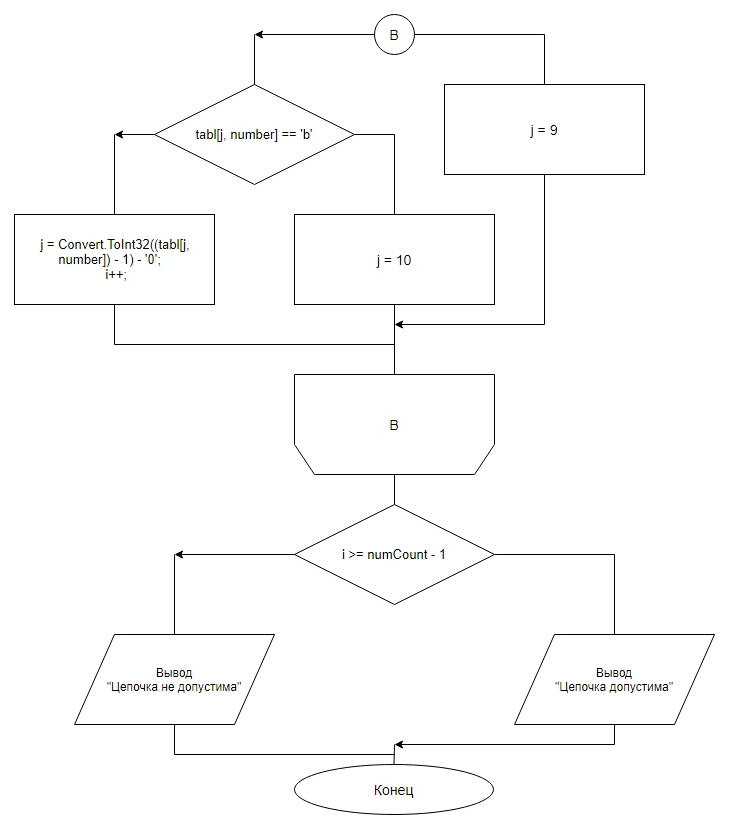 B
tabl[j, number] == 'b'
j = 9
j = Convert.ToInt32((tabl[j,
number]) - 1) - '0';
i++;
j = 10
B
i >= numCount - 1
Вывод
"Цепочка не допустима"
Вывод
"Цепочка допустима"
Конец